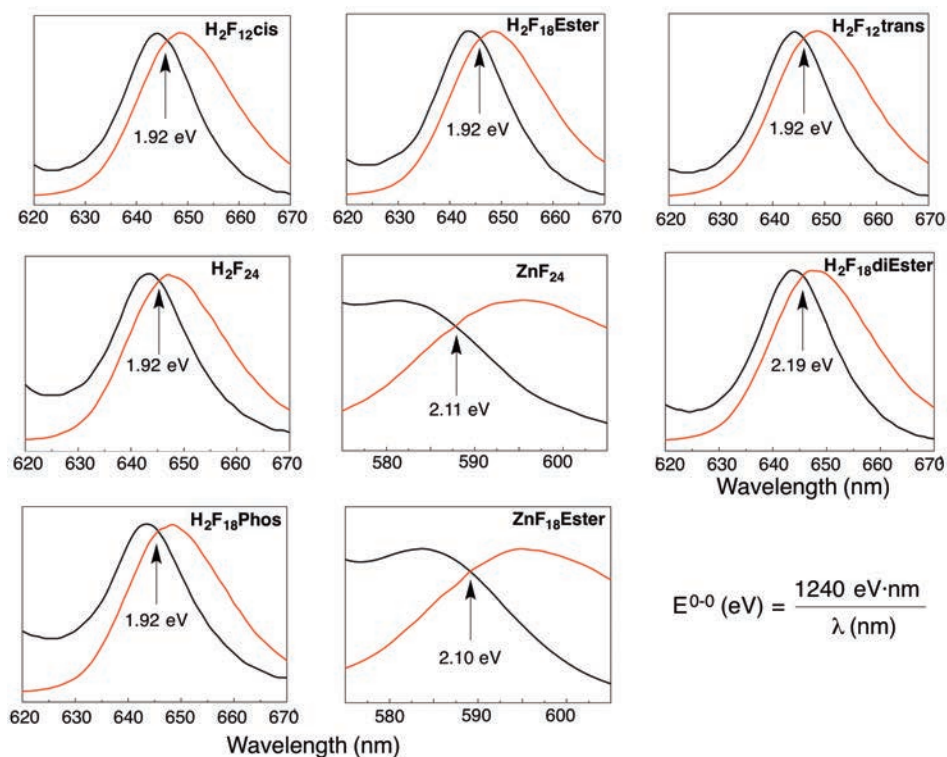 H₂F₁₂cis
1.92 eV
620 630 640 650 660 670
H₂F₁₈Ester
1.92 eV
620 630 640 650 660 670
H₂F₁₂trans
1.92 eV
620 630 640 650 660 670
H₂F₂₄
1.92 eV
620 630 640 650 660 670
ZnF₂₄
2.11 eV
580 590 600
H₂F₁₈diEster
2.19 eV
620 630 640 650 660 670
Wavelength (nm)
H₂F₁₈Phos
1.92 eV
620 630 640 650 660 670
ZnF₁₈Ester
2.10 eV
580 590 600
Wavelength (nm)
E⁰⁻⁰ (eV) = 1240 eV·nm / λ (nm)